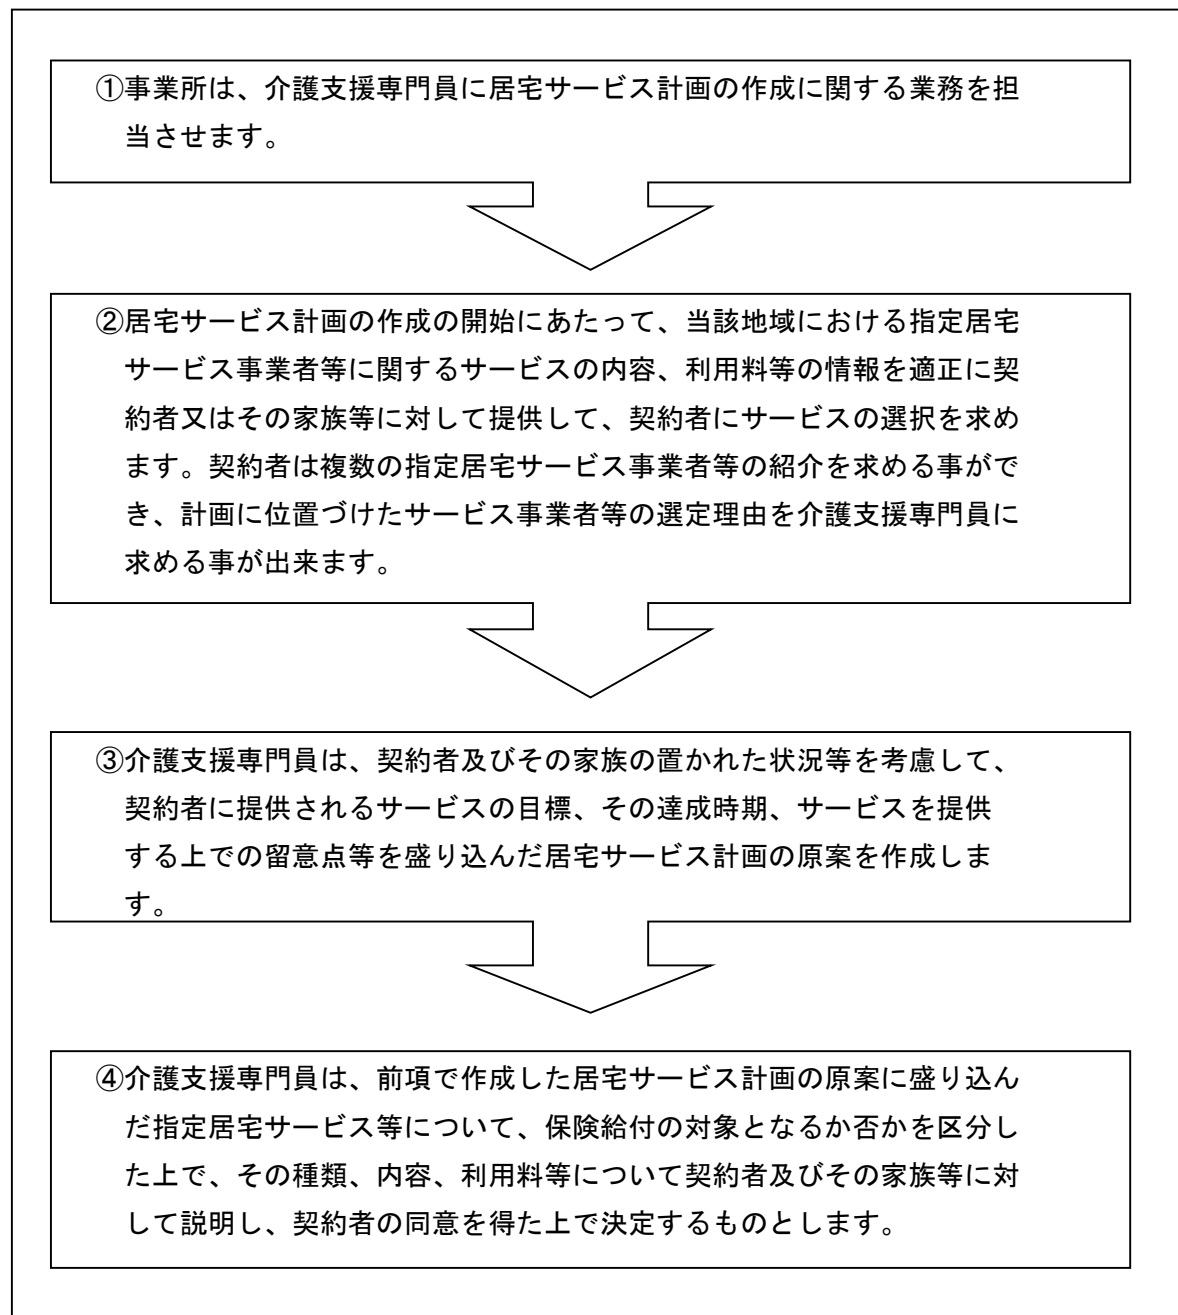 ①事業所は、介護支援専門員に居宅サービス計画の作成に関する業務を担
当させます。
②居宅サービス計画の作成の開始にあたって、当該地域における指定居宅
サービス事業者等に関するサービスの内容、利用料等の情報を適正に契
約者又はその家族等に対して提供して、契約者にサービスの選択を求め
ます。契約者は複数の指定居宅サービス事業者等の紹介を求める事がで
き、計画に位置づけたサービス事業者等の選定理由を介護支援専門員に
求める事が出来ます。
③介護支援専門員は、契約者及びその家族の置かれた状況等を考慮して、
契約者に提供されるサービスの目標、その達成時期、サービスを提供
する上での留意点等を盛り込んだ居宅サービス計画の原案を作成しま
す。
④介護支援専門員は、前項で作成した居宅サービス計画の原案に盛り込ん
だ指定居宅サービス等について、保険給付の対象となるか否かを区分し
た上で、その種類、内容、利用料等について契約者及びその家族等に対
して説明し、契約者の同意を得た上で決定するものとします。